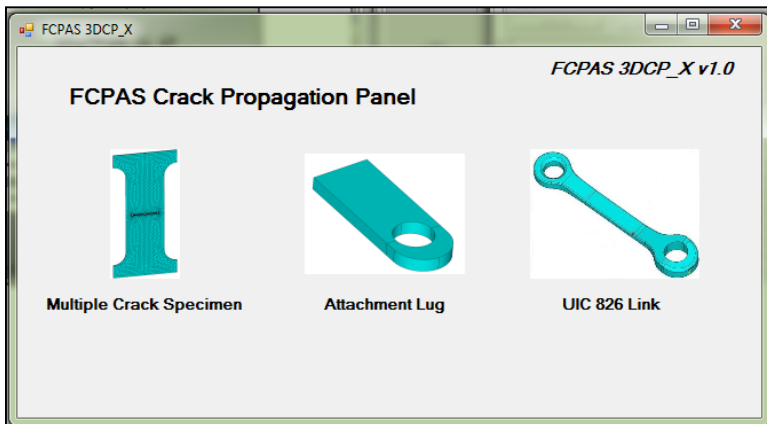 FCPAS 3DCP_X
FCPAS 3DCP_X v1.0
FCPAS Crack Propagation Panel
Multiple Crack Specimen
Attachment Lug
UIC 826 Link